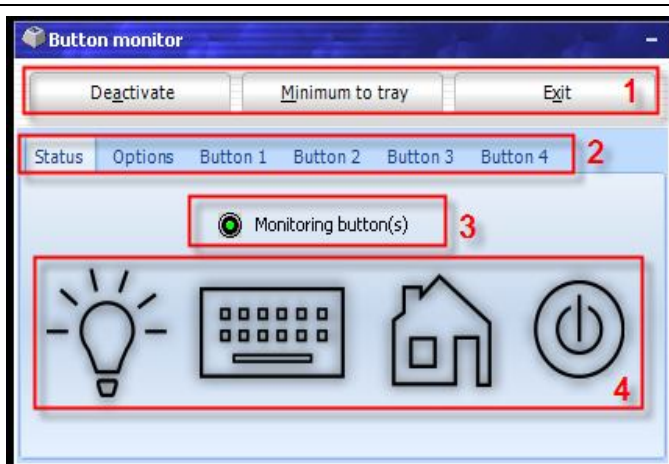 Button monitor
Deactivate Minimum to tray Exit 1
Status Options Button 1 Button 2 Button 3 Button 4 2
Monitoring button(s) 3
4